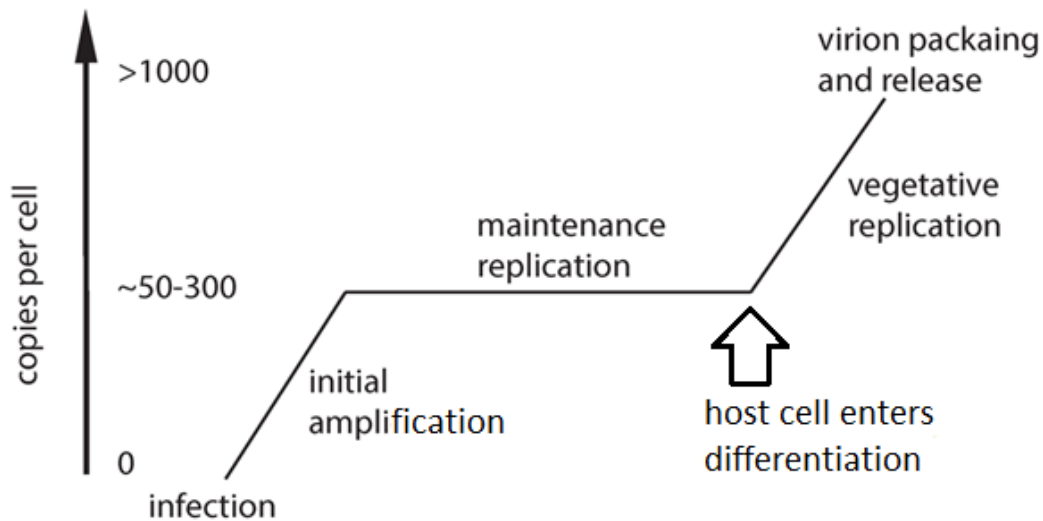 copies per cell
>1000
~50-300
0
infection
initial
amplification
maintenance
replication
host cell enters
differentiation
vegetative
replication
virion packaing
and release